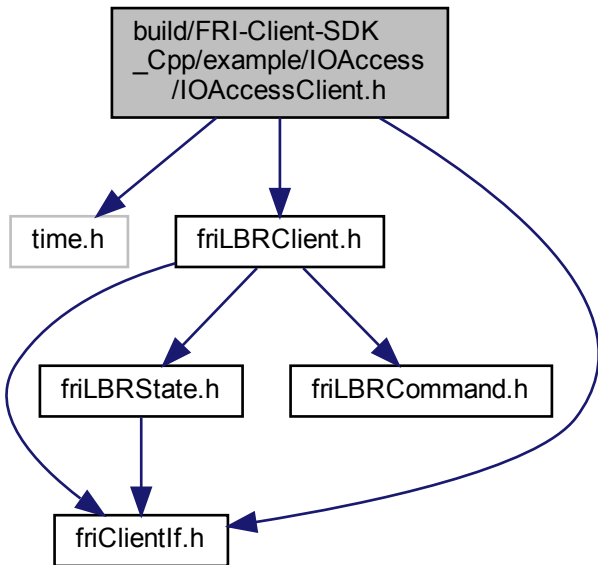 build/FRI-Client-SDK
_Cpp/example/IOAccess
/IOAccessClient.h
time.h
friLBRClient.h
friLBRState.h
friLBRCommand.h
friClientIf.h